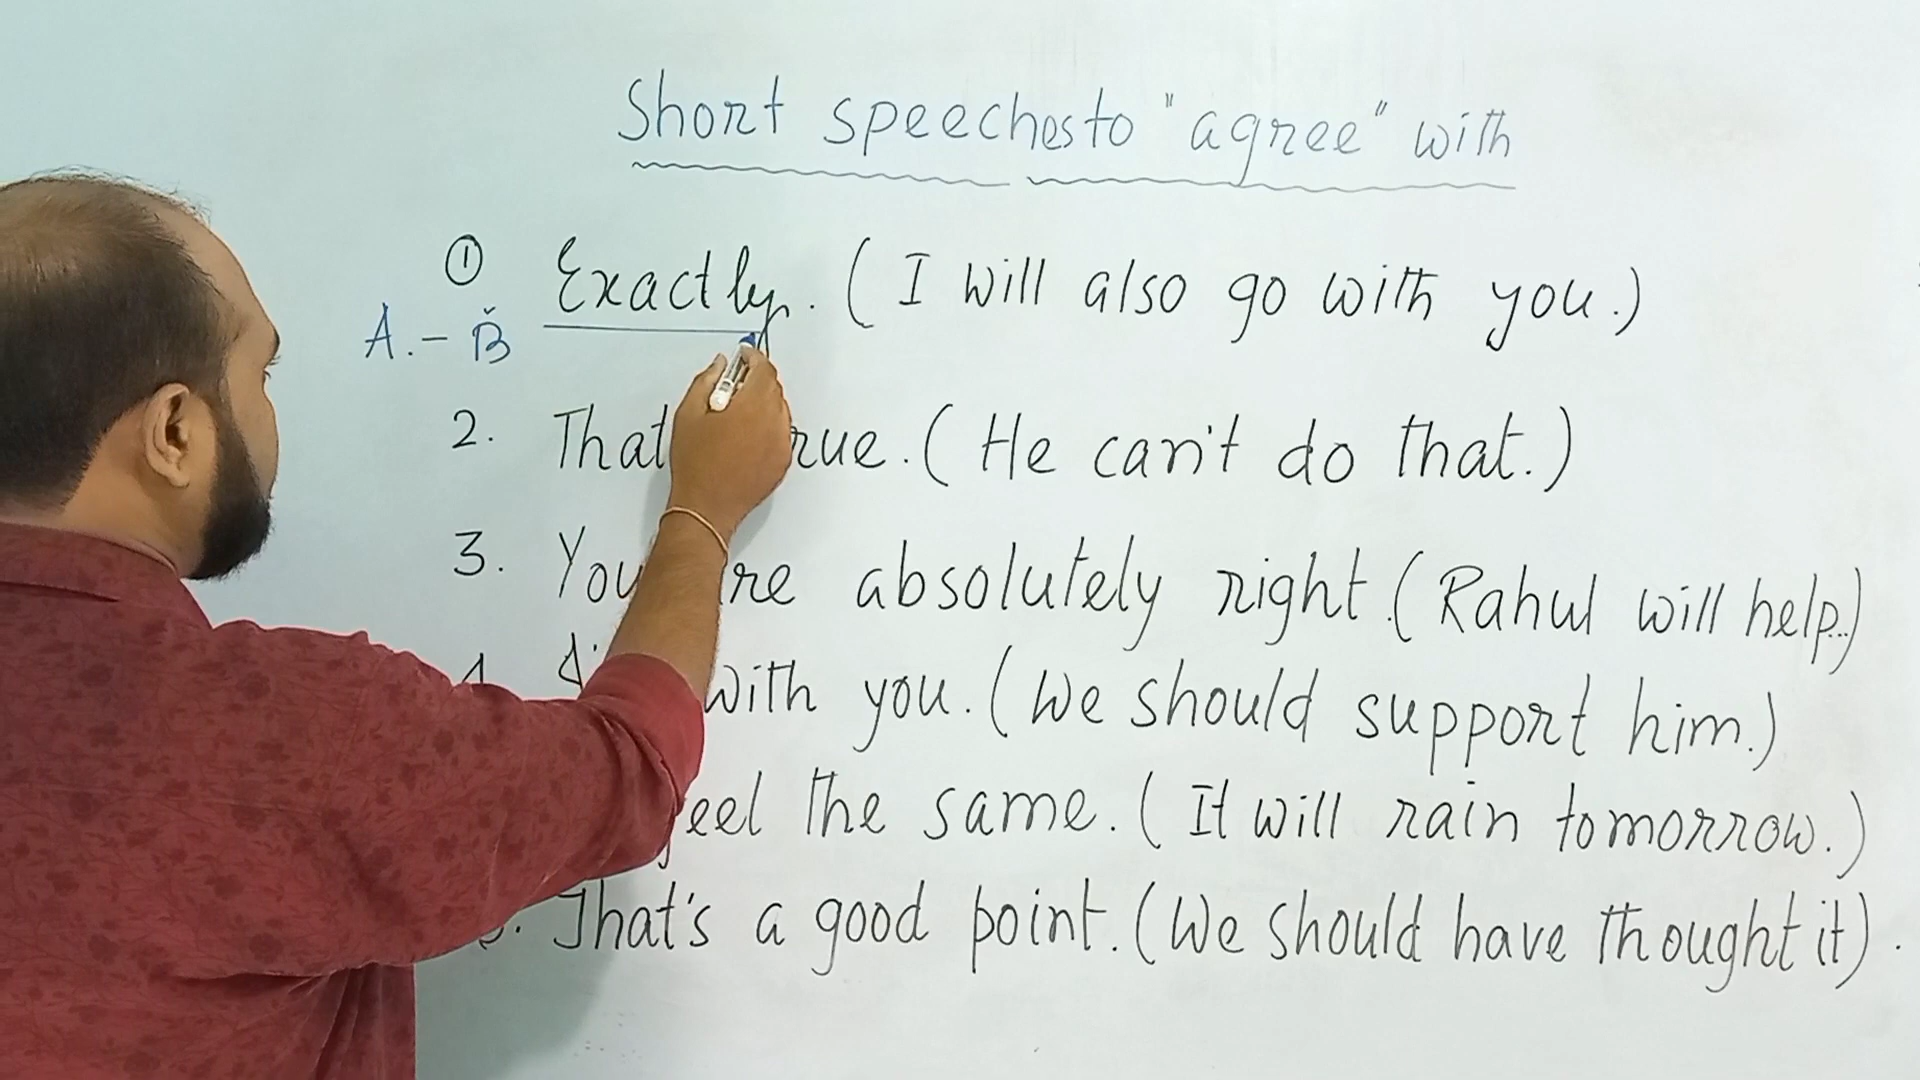 Short speeches to "agree" with
① Exactly. ( I will also go with you.)
A. - B
2. That rue. ( He can't do that.)
3. You re absolutely right. ( Rahul will help.)
with you. ( We should support him.)
eel the same. ( It will rain tomorrow.)
That's a good point. ( We should have thought it) .